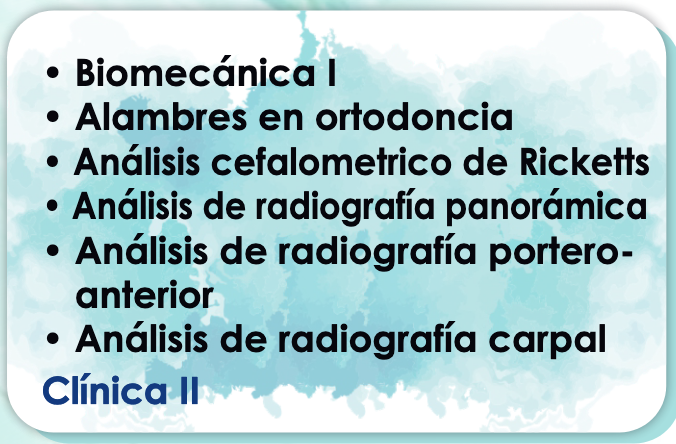 • Biomecánica I
• Alambres en ortodoncia
• Análisis cefalometrico de Ricketts
• Análisis de radiografía panorámica
• Análisis de radiografía portero-
anterior
• Análisis de radiografía carpal
Clínica II